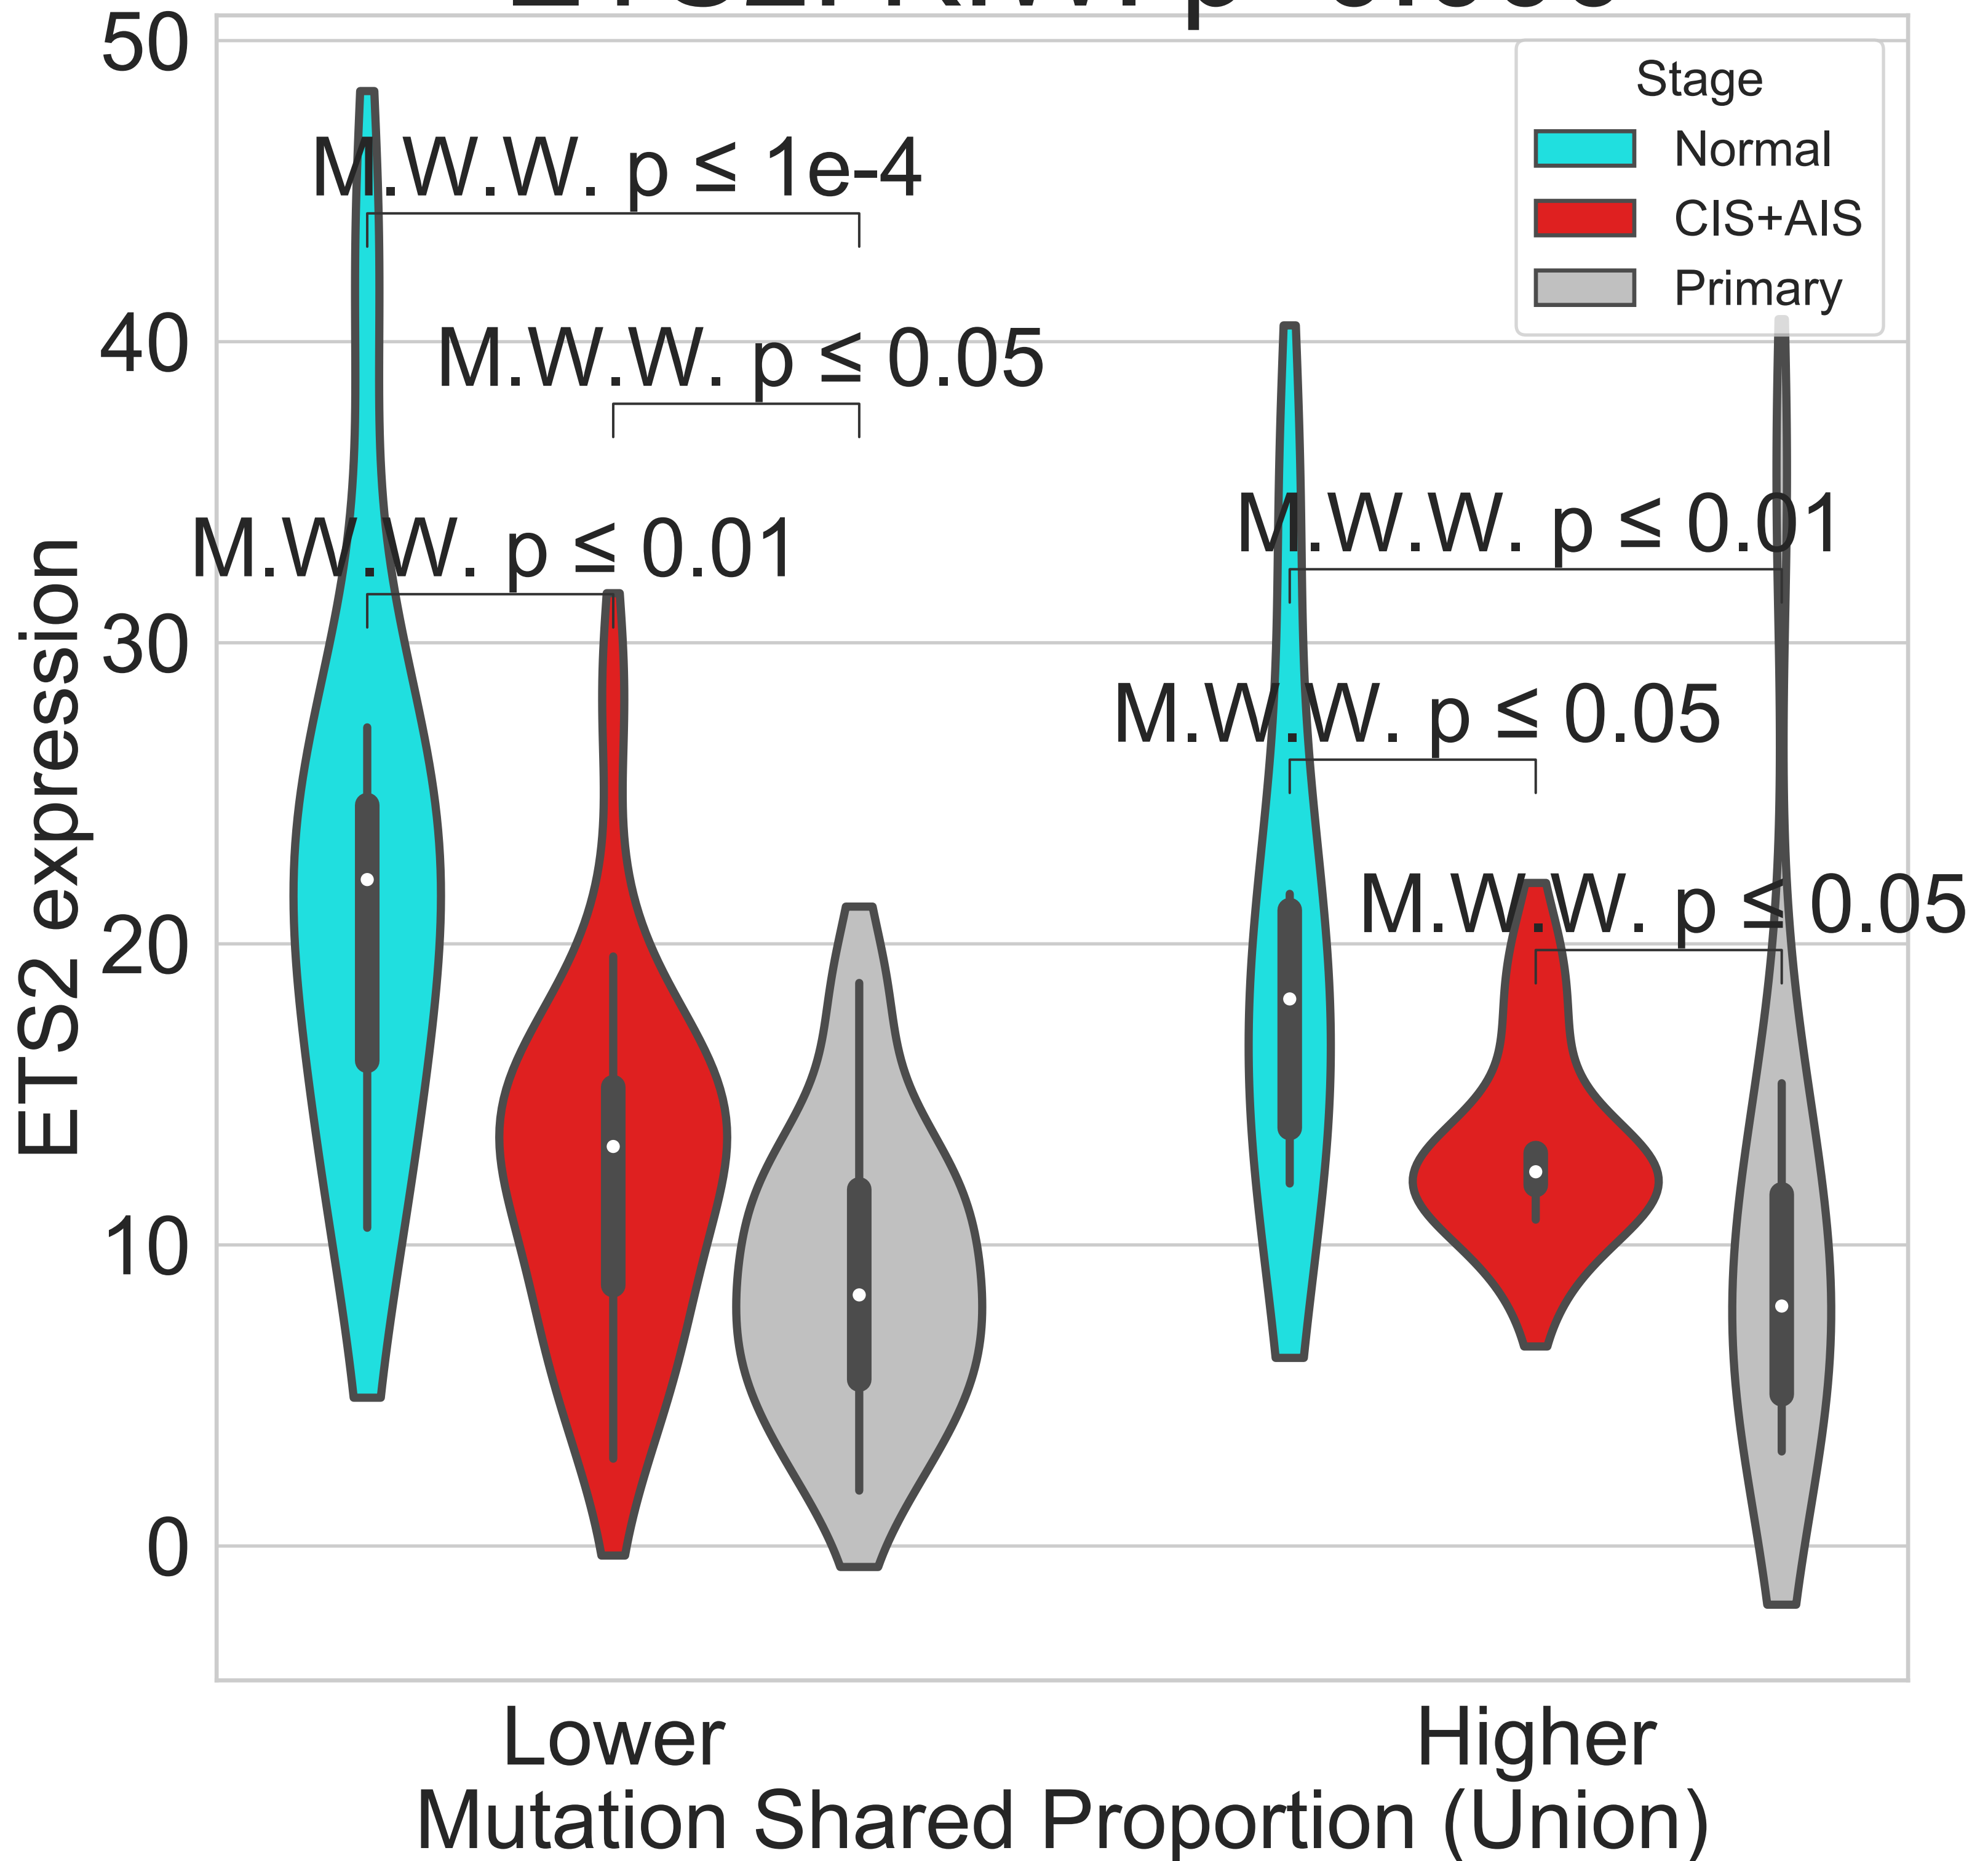 50
40
30
20
10
0
ETS2 expression
Stage
Normal
CIS+AIS
Primary
M.W.W. p ≤ 1e-4
M.W.W. p ≤ 0.05
M.W.W. p ≤ 0.01
M.W.W. p ≤ 0.01
M.W.W. p ≤ 0.05
M.W.W. p ≤ 0.05
Lower
Higher
Mutation Shared Proportion (Union)